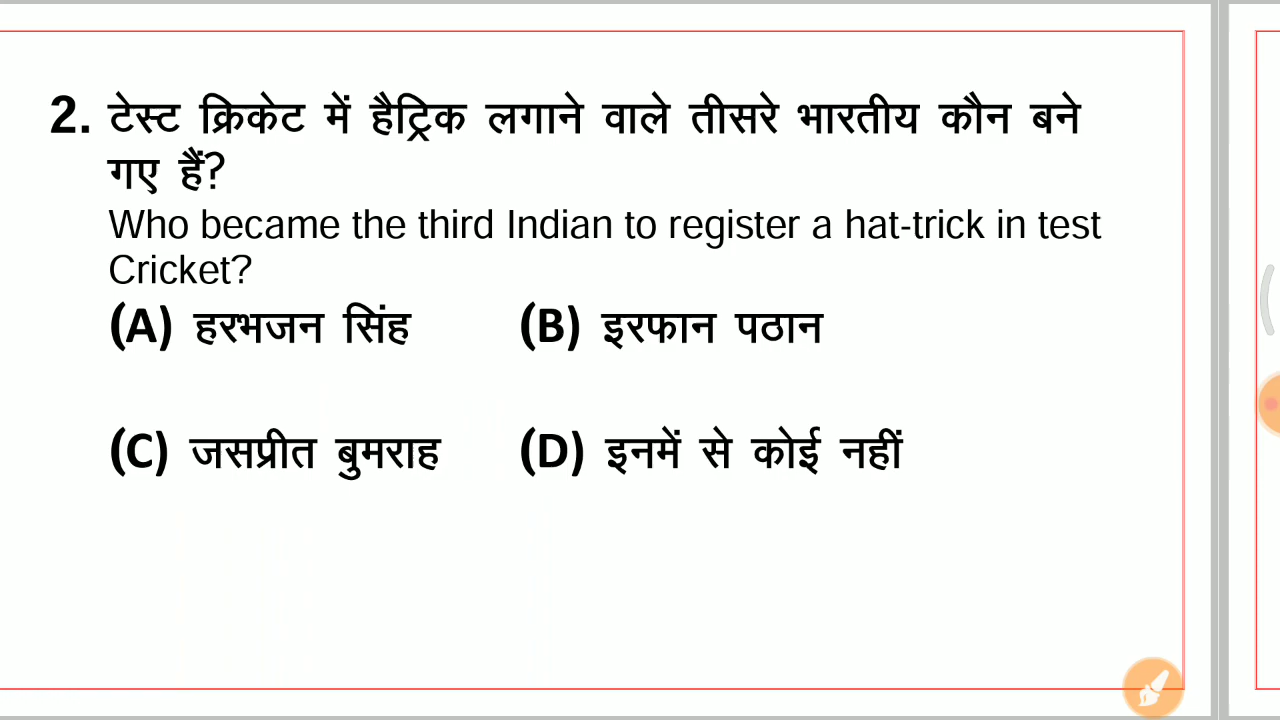 2. टेस्ट क्रिकेट में हैट्रिक लगाने वाले तीसरे भारतीय कौन बने
गए हैं?
Who became the third Indian to register a hat-trick in test
Cricket?
(A) हरभजन सिंह (B) इरफान पठान
(C) जसप्रीत बुमराह (D) इनमें से कोई नहीं